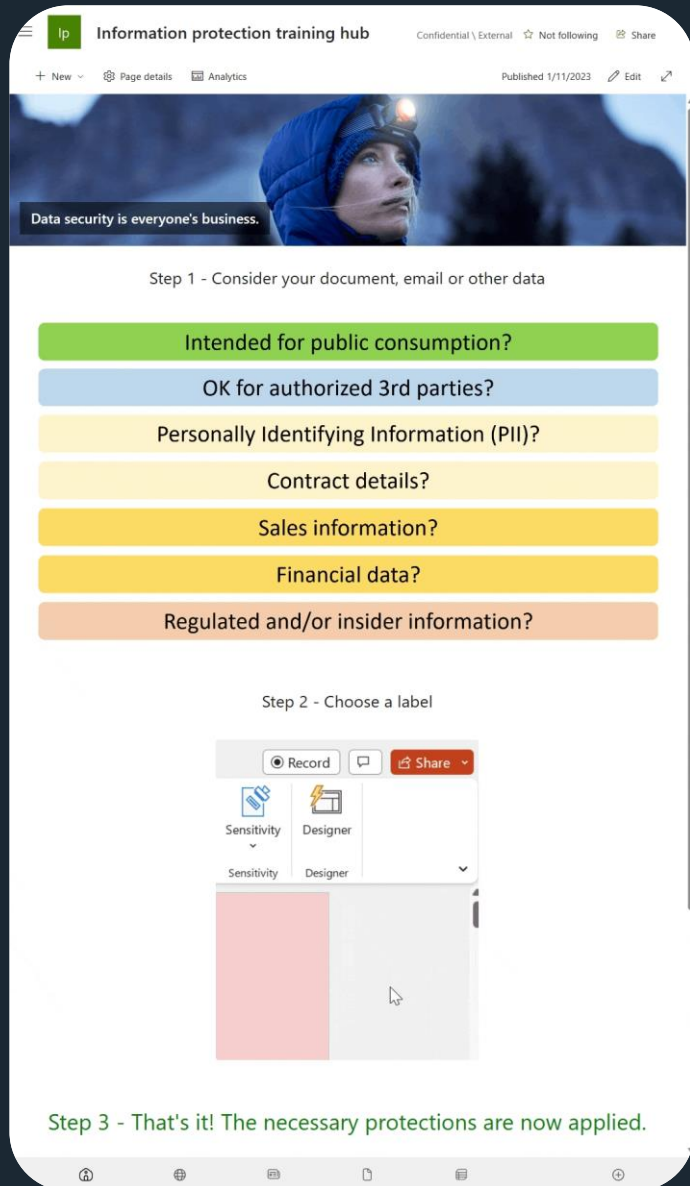 Ip Information protection training hub Confidential \ External Not following Share
New Page details Analytics Published 1/11/2023 Edit
Data security is everyone's business.
Step 1 - Consider your document, email or other data
Intended for public consumption?
OK for authorized 3rd parties?
Personally Identifying Information (PII)?
Contract details?
Sales information?
Financial data?
Regulated and/or insider information?
Step 2 - Choose a label
Record Share
Sensitivity Designer
Sensitivity Designer
Step 3 - That's it! The necessary protections are now applied.